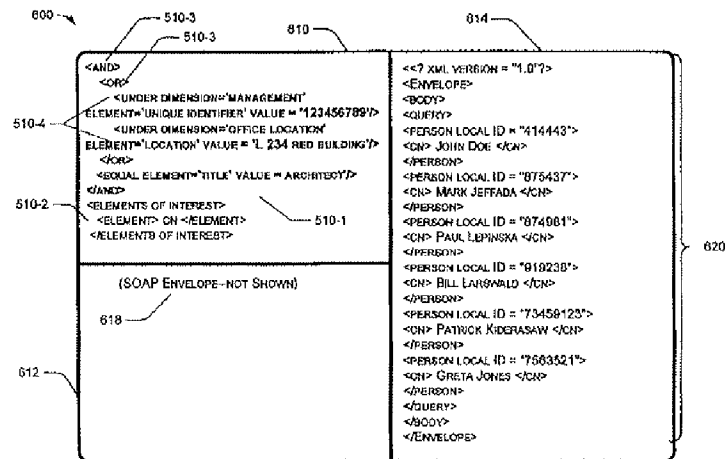 600
510-3
510-3
610
614
<AND>
<OR>
<UNDER DIMENSION='MANAGEMENT'
510-4
ELEMENT='UNIQUE IDENTIFIER' VALUE = "123456789"/>
<UNDER DIMENSION='OFFICE LOCATION'
ELEMENT='LOCATION' VALUE = 'L 234 RED BUILDING'/>
</OR>
<EQUAL ELEMENT='TITLE' VALUE = ARCHITECT'/>
</AND>
<ELEMENTS OF INTEREST>
510-2
<ELEMENT> CN </ELEMENT>
510-1
</ELEMENTS OF INTEREST>
(SOAP ENVELOPE–NOT SHOWN)
618
612
<<? XML VERSION = "1.0"?>
<ENVELOPE>
<BODY>
<QUERY>
<PERSON LOCAL ID = "414443">
<CN> JOHN DOE </CN>
</PERSON>
<PERSON LOCAL ID = "875437">
<CN> MARK JEFFADA </CN>
</PERSON>
<PERSON LOCAL ID = "874981">
<CN> PAUL LEPINSKA </CN>
</PERSON>
<PERSON LOCAL ID = "919238">
<CN> BILL LARSWALD </CN>
</PERSON>
<PERSON LOCAL ID = "73459123">
<CN> PATRICK KIDERASAW </CN>
</PERSON>
<PERSON LOCAL ID = "7563521">
<CN> GRETA JONES </CN>
</PERSON>
</QUERY>
</BODY>
</ENVELOPE>
620